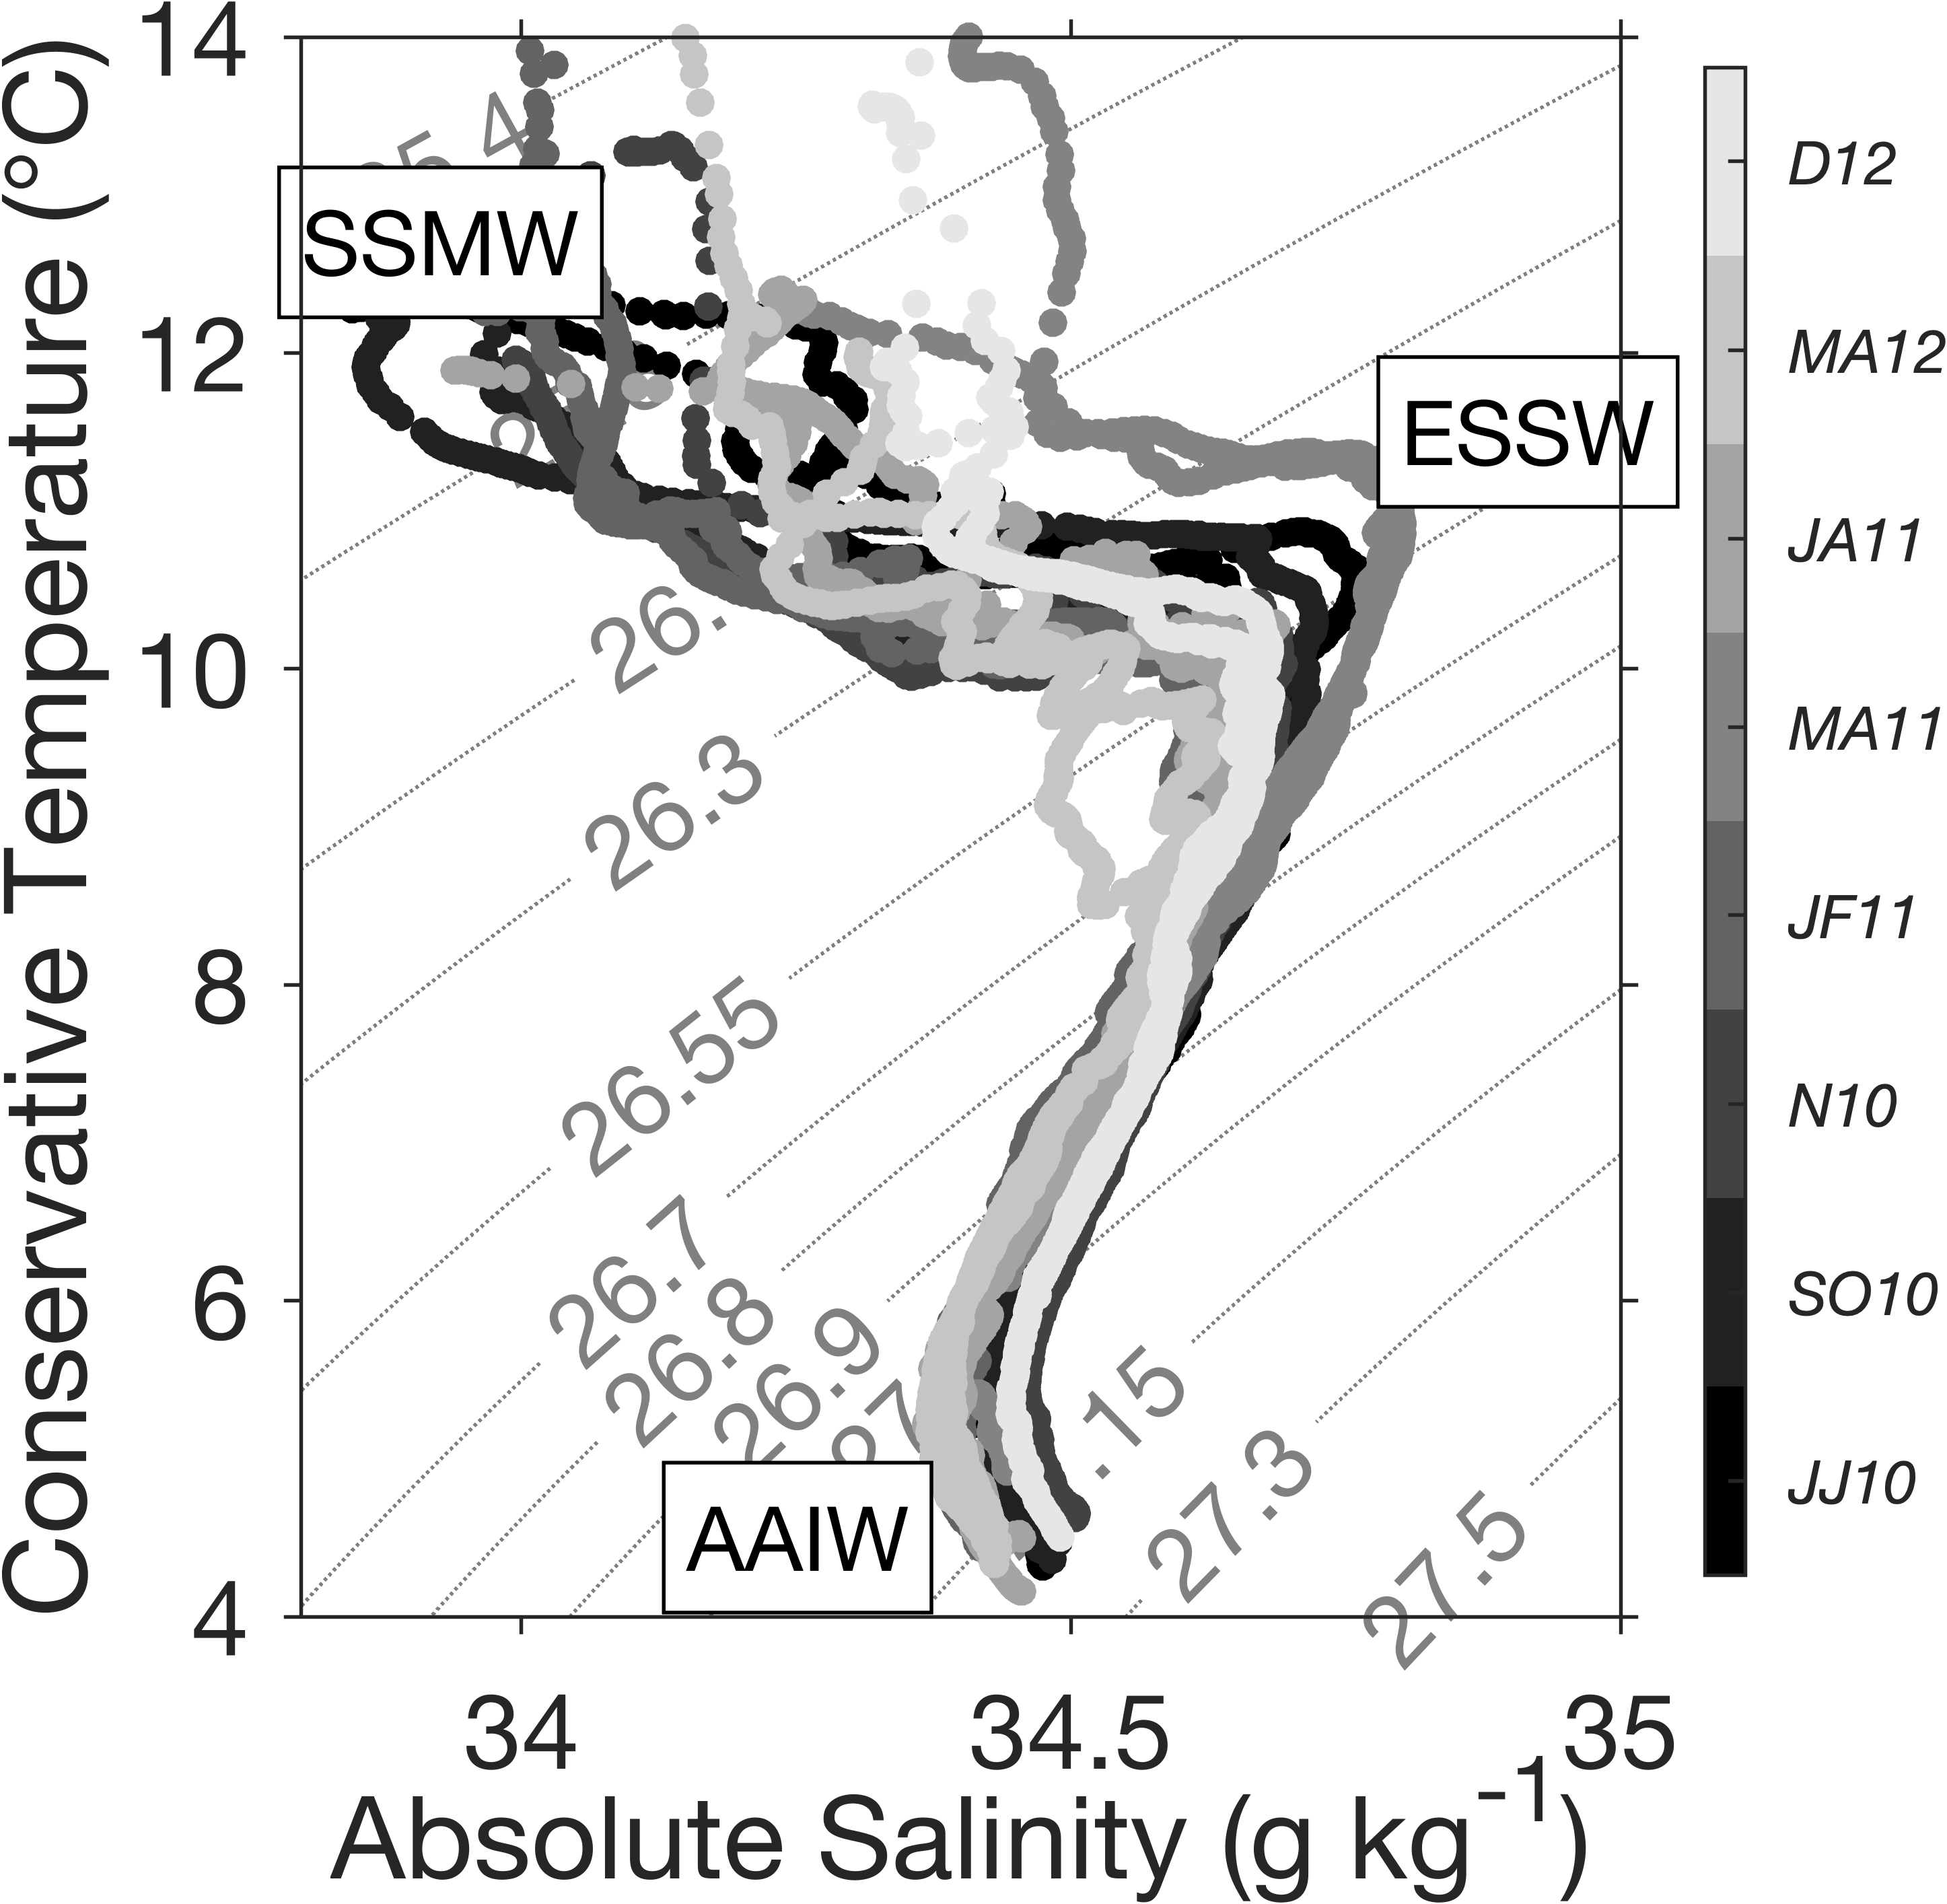 14
12
10
8
6
4
Conservative Temperature (°C)
34
34.5
35
Absolute Salinity (g kg-1)
SSMW
ESSW
AAIW
26.3
26.55
26.7
26.8
26.9
27.3
27.5
D12
MA12
JA11
MA11
JF11
N10
SO10
JJ10